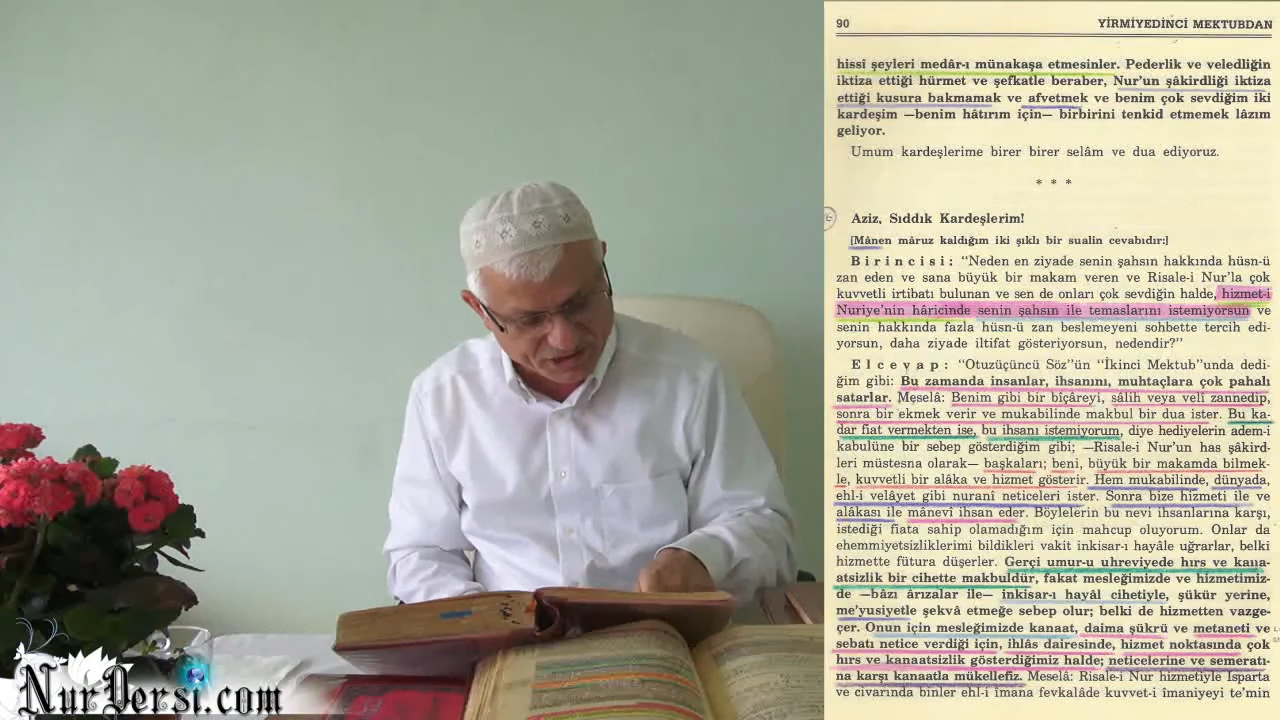 90 YİRMİYEDİNCİ MEKTUBDAN
hissî şeyleri medâr-ı münakaşa etmesinler. Pederlik ve veledliğin
iktiza ettiği hürmet ve şefkatle beraber, Nur'un şâkirdliği iktiza
ettiği kusura bakmamak ve afvetmek ve benim çok sevdiğim iki
kardeşim —benim hâtırım için— birbirini tenkid etmemek lâzım
geliyor.
Umum kardeşlerime birer birer selâm ve dua ediyoruz.
* * *
Aziz, Sıddık Kardeşlerim!
[Mânen mâruz kaldığım iki şıklı bir sualin cevabıdır:]
Birincisi: "Neden en ziyade senin şahsın hakkında hüsn-ü
zan eden ve sana büyük bir makam veren ve Risale-i Nur'la çok
kuvvetli irtibatı bulunan ve sen de onları çok sevdiğin halde, hizmet-i
Nuriye'nin hâricinde senin şahsın ile temaslarını istemiyorsun ve
senin hakkında fazla hüsn-ü zan beslemeyeni sohbette tercih edi-
yorsun, daha ziyade iltifat gösteriyorsun, nedendir?"
Elcevap: "Otuzüçüncü Söz"ün "İkinci Mektub"unda dedi-
ğim gibi: Bu zamanda insanlar, ihsanını, muhtaçlara çok pahalı
satarlar. Meselâ: Benim gibi bir bîçâreyi, sâlih veya velî zannedip,
sonra bir ekmek verir ve mukabilinde makbul bir dua ister. Bu ka-
dar fiat vermekten ise, bu ihsanı istemiyorum, diye hediyelerin adem-i
kabulüne bir sebep gösterdiğim gibi; —Risale-i Nur'un has şâkird-
leri müstesna olarak— başkaları; beni, büyük bir makamda bilmek-
le, kuvvetli bir alâka ve hizmet gösterir. Hem mukabilinde, dünyada,
ehl-i velâyet gibi nuranî neticeleri ister. Sonra bize hizmeti ile ve
alâkası ile mânevî ihsan eder. Böylelerin bu nevi ihsanlarına karşı,
istediği fiata sahip olamadığım için mahcup oluyorum. Onlar da
ehemmiyetsizliklerimi bildikleri vakit inkisar-ı hayâle uğrarlar, belki
hizmette fütura düşerler. Gerçi umur-u uhreviyede hırs ve kana-
atsizlik bir cihette makbuldür, fakat mesleğimizde ve hizmetimiz-
de —bâzı ârızalar ile— inkisar-ı hayâl cihetiyle, şükür yerine,
me'yusiyetle şekvâ etmeğe sebep olur; belki de hizmetten vazge-
çer. Onun için mesleğimizde kanaat, daima şükrü ve metaneti ve
sebatı netice verdiği için, ihlâs dairesinde, hizmet noktasında çok
hırs ve kanaatsizlik gösterdiğimiz halde; neticelerine ve semeratı-
na karşı kanaatla mükellefiz. Meselâ: Risale-i Nur hizmetiyle Isparta
ve civarında binler ehl-i imana fevkalâde kuvvet-i îmaniyeyi te'min
NurDersi.com